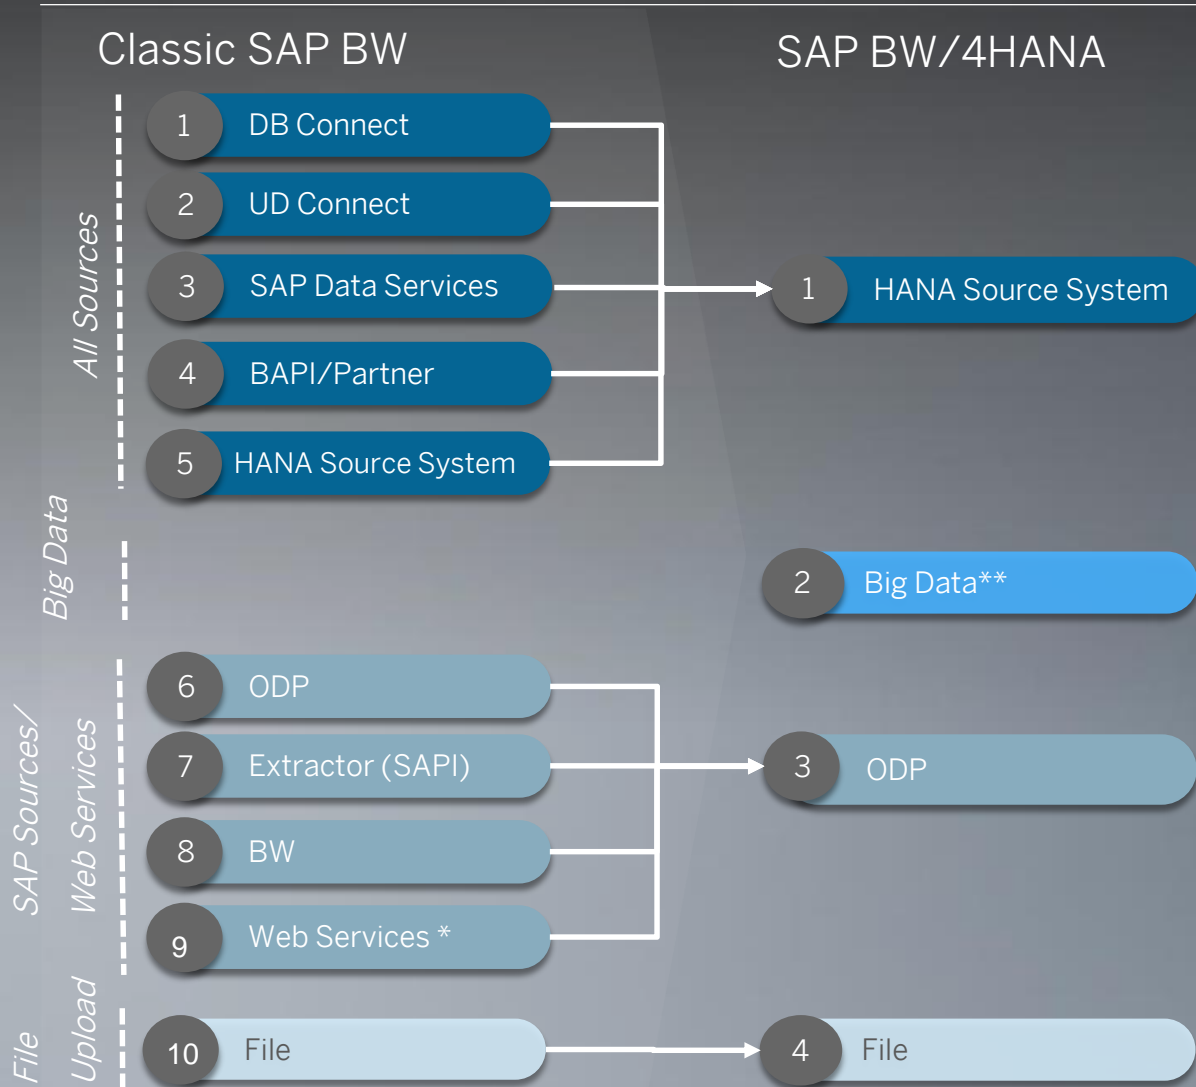 Classic SAP BW
SAP BW/4HANA
All Sources
1 DB Connect
2 UD Connect
3 SAP Data Services
4 BAPI/Partner
5 HANA Source System
1 HANA Source System
Big Data
2 Big Data**
SAP Sources/
Web Services
6 ODP
7 Extractor (SAPI)
8 BW
9 Web Services *
3 ODP
File
Upload
10 File
4 File